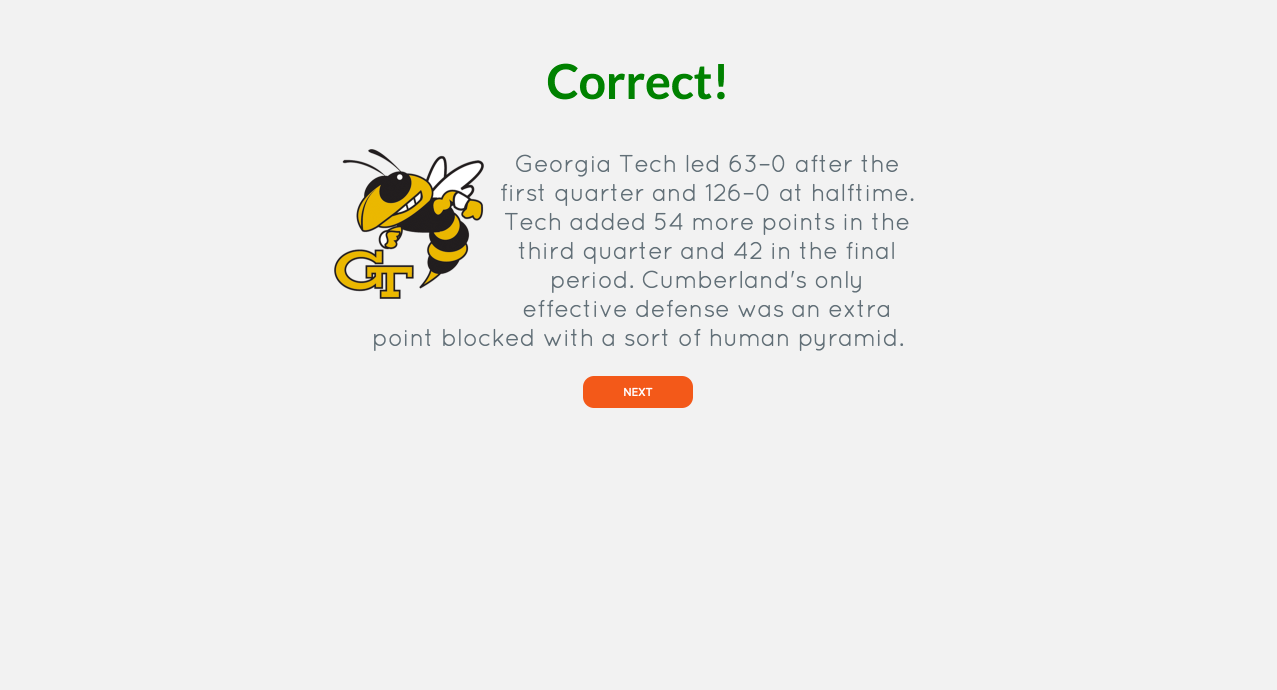 Correct!
Georgia Tech led 63–0 after the
first quarter and 126–0 at halftime.
Tech added 54 more points in the
third quarter and 42 in the final
period. Cumberland's only
effective defense was an extra
point blocked with a sort of human pyramid.
GT
NEXT